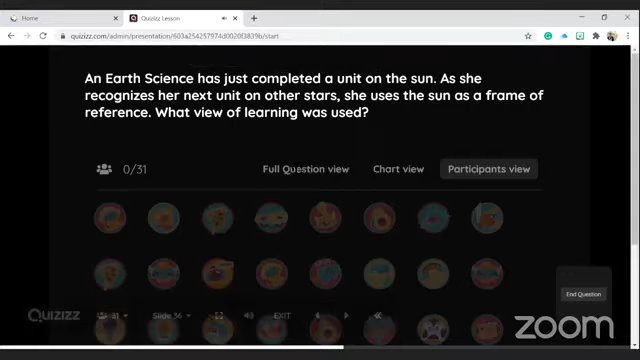 Home
Quizizz Lesson
quizizz.com/admin/presentation/603a254257974d0020f3839b/start
An Earth Science has just completed a unit on the sun. As she
recognizes her next unit on other stars, she uses the sun as a frame of
reference. What view of learning was used?
0/31
Full Question view
Chart view
Participants view
End Question
Quizizz
31
Slide 36
EXIT
zoom